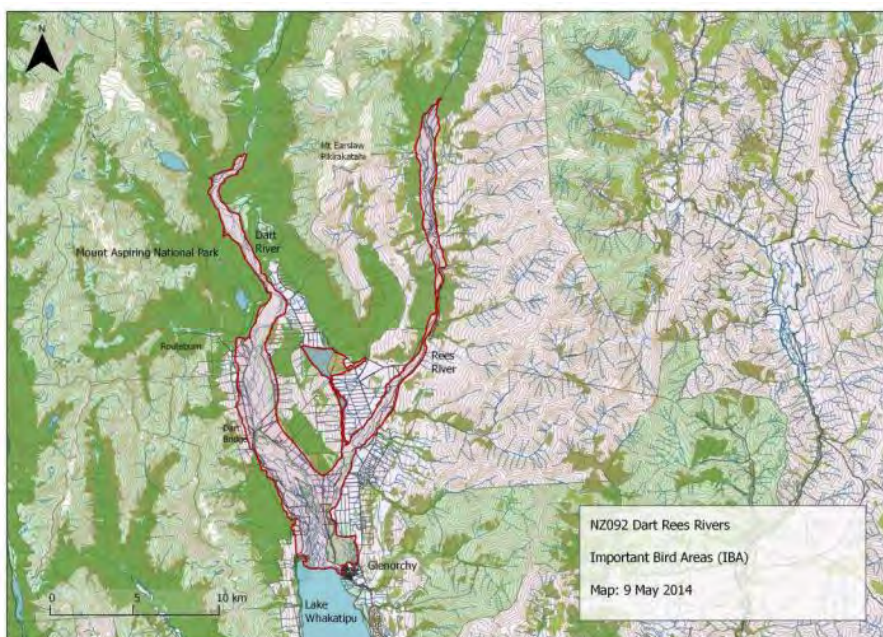 N
Mt Earslaw
Pikirakatahi
Dart
River
Mount Aspiring National Park
Routeburn
Rees
River
Dart
Bridge
NZ092 Dart Rees Rivers
Important Bird Areas (IBA)
Map: 9 May 2014
Glenorchy
0 5 10 km
Lake
Whakatipu